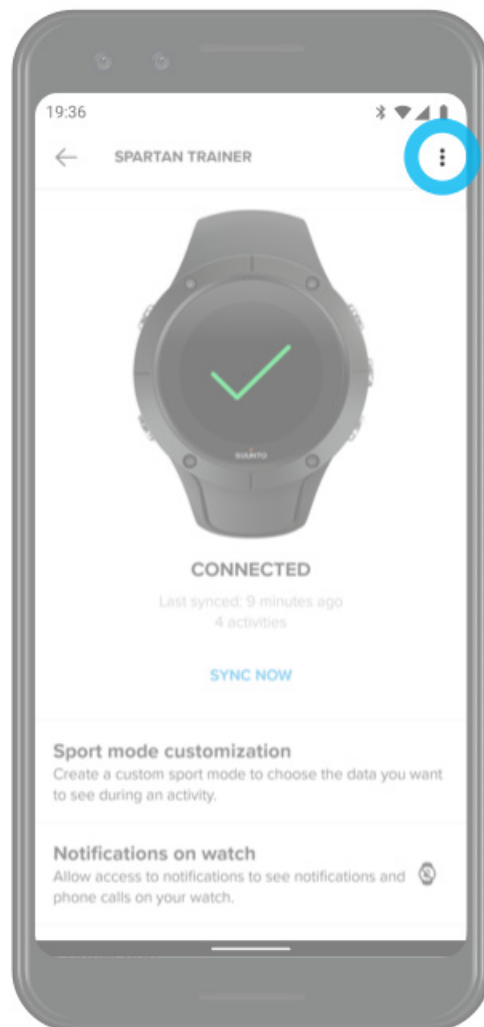 19:36
SPARTAN TRAINER
SUUNTO
CONNECTED
Last synced: 9 minutes ago
4 activities
SYNC NOW
Sport mode customization
Create a custom sport mode to choose the data you want
to see during an activity.
Notifications on watch
Allow access to notifications to see notifications and
phone calls on your watch.